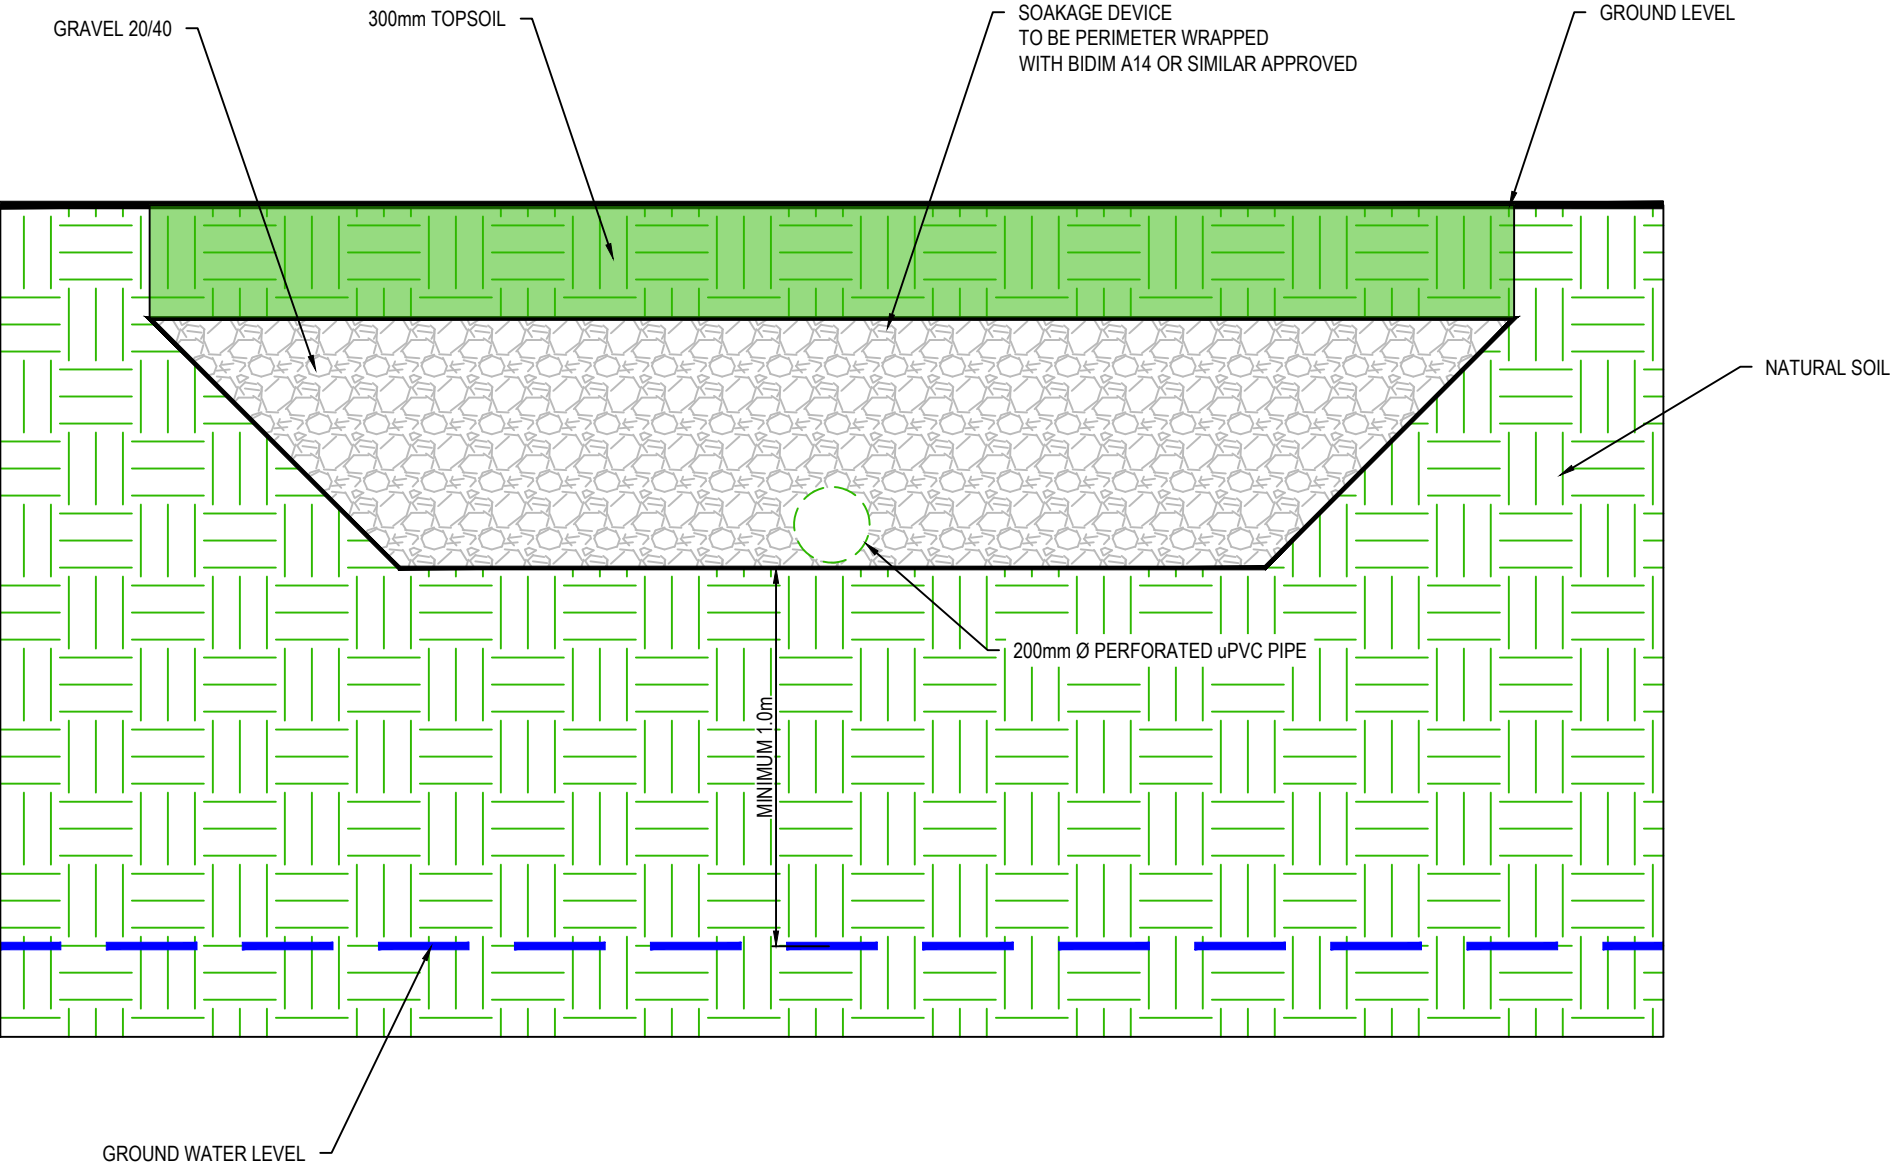 GRAVEL 20/40
300mm TOPSOIL
SOAKAGE DEVICE
TO BE PERIMETER WRAPPED
WITH BIDIM A14 OR SIMILAR APPROVED
GROUND LEVEL
NATURAL SOIL
200mm Ø PERFORATED uPVC PIPE
MINIMUM 1.0m
GROUND WATER LEVEL